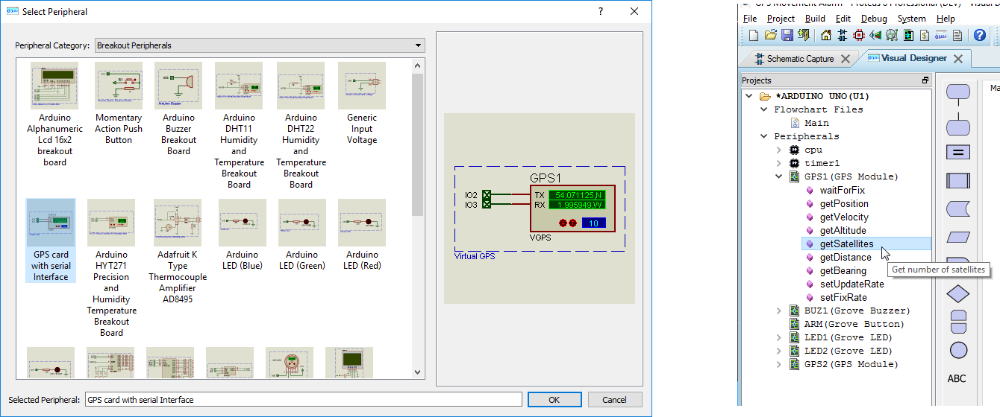 Select Peripheral
?
Peripheral Category:
Breakout Peripherals
Arduino
Alphanumeric
Lcd 16x2
breakout
board
Momentary
Action Push
Button
Arduino
Buzzer
Breakout
Board
Arduino
DHT11
Humidity
and
Temperature
Breakout
Board
Arduino
DHT22
Humidity
and
Temperature
Breakout
Board
Generic
Input
Voltage
GPS card
with serial
Interface
Arduino
HYT271
Precision
and
Humidity
Temperature
Breakout
Board
Adafruit K
Type
Thermocouple
Amplifier
AD8495
Arduino
LED (Blue)
Arduino
LED (Green)
Arduino
LED (Red)
GPS1
IO2
TX
54.071125,N
IO3
RX
1.995949,W
10
VGPS
Virtual GPS
Selected Peripheral:
GPS card with serial Interface
OK
Cancel
File Project Build Edit Debug System Help
Schematic Capture
Visual Designer
Projects
Ma
*ARDUINO UNO(U1)
Flowchart Files
Main
Peripherals
cpu
timer1
GPS1(GPS Module)
waitForFix
getPosition
getVelocity
getAltitude
getSatellites
getDistance
Get number of satellites
getBearing
setUpdateRate
setFixRate
BUZ1(Grove Buzzer)
ARM(Grove Button)
LED1(Grove LED)
LED2(Grove LED)
GPS2(GPS Module)
ABC